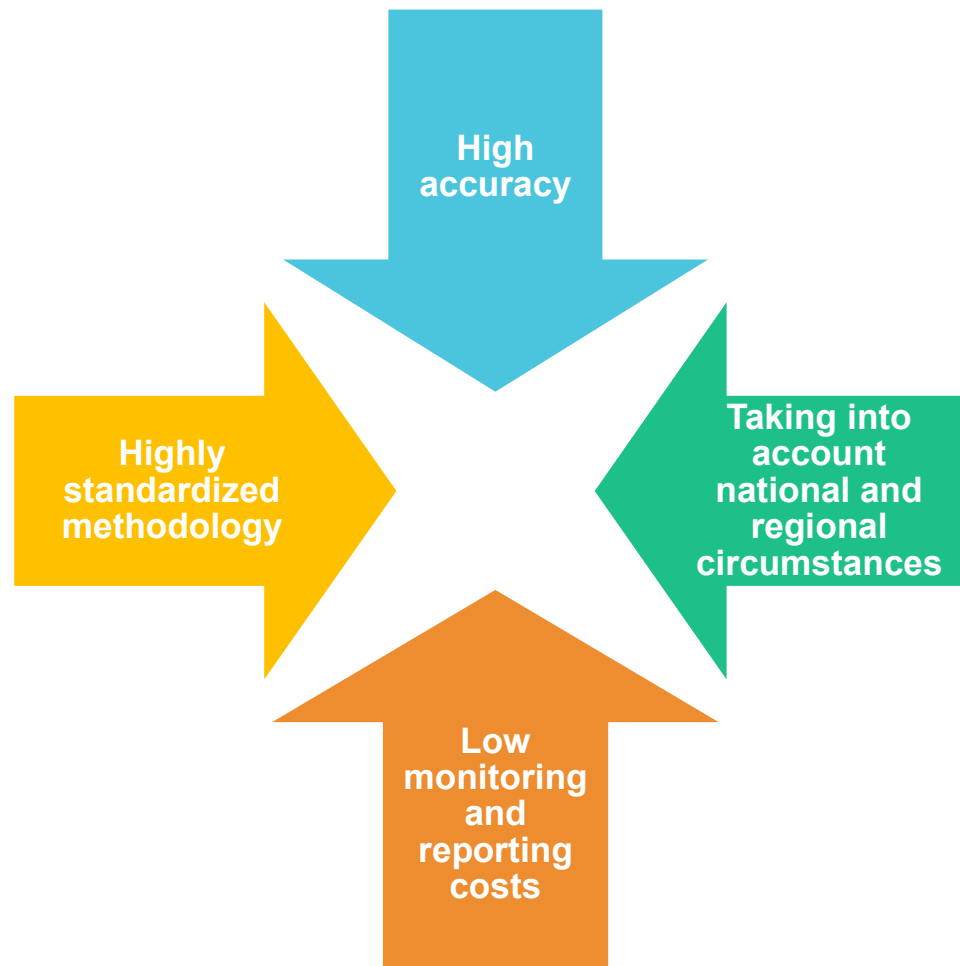 High
accuracy
Highly
standardized
methodology
Taking into
account
national and
regional
circumstances
Low
monitoring
and
reporting
costs